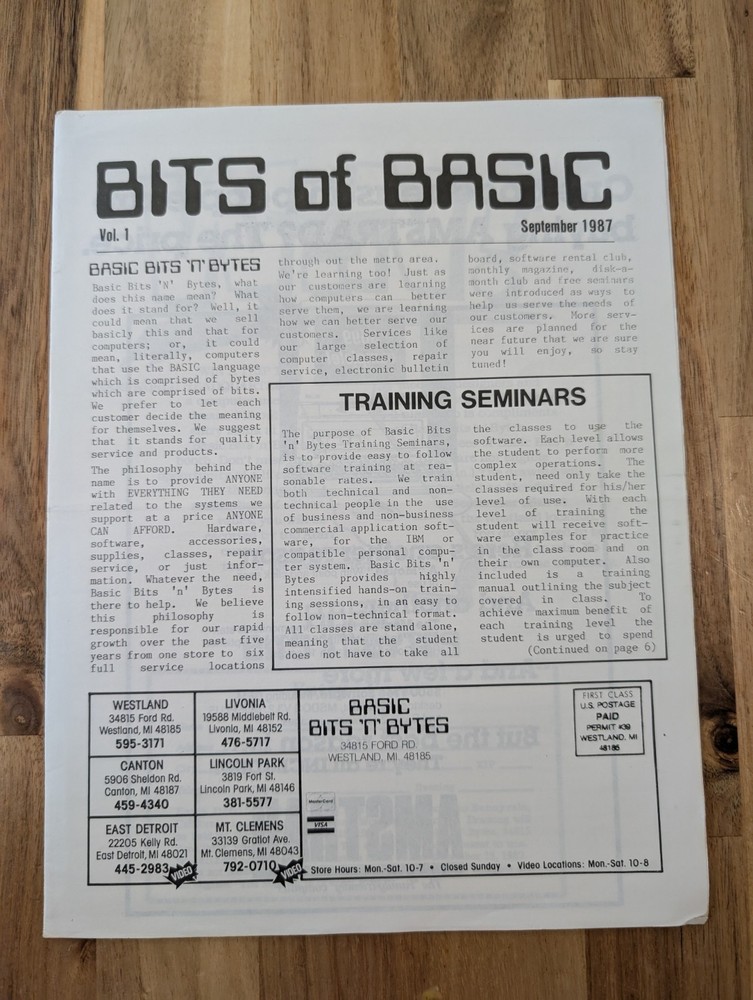 BITS of BASIC
Vol. 1
September 1987
BASIC BITS 'N' BYTES
Basic Bits 'N' Bytes, what
does this name mean? What
does it stand for? Well, it
could mean that we sell
basicly this and that for
computers; or, it could
mean, literally, computers
that use the BASIC language
which is comprised of bytes
which are comprised of bits.
We prefer to let each
customer decide the meaning
for themselves. We suggest
that it stands for quality
service and products.
The philosophy behind the
name is to provide ANYONE
with EVERYTHING THEY NEED
related to the systems we
support at a price ANYONE
CAN AFFORD. Hardware,
software, accessories,
supplies, classes, repair
service, or just infor-
mation. Whatever the need,
Basic Bits 'n' Bytes is
there to help. We believe
this philosophy is
responsible for our rapid
growth over the past five
years from one store to six
full service locations
through out the metro area.
We're learning too! Just as
our customers are learning
how computers can better
serve them, we are learning
how we can better serve our
customers. Services like
our large selection of
computer classes, repair
service, electronic bulletin
board, software rental club,
monthly magazine, disk-a-
month club and free seminars
were introduced as ways to
help us serve the needs of
our customers. More serv-
ices are planned for the
near future that we are sure
you will enjoy, so stay
tuned!
TRAINING SEMINARS
The purpose of Basic Bits
'n' Bytes Training Seminars,
is to provide easy to follow
software training at rea-
sonable rates. We train
both technical and non-
technical people in the use
of business and non-business
commercial application soft-
ware, for the IBM or
compatible personal compu-
ter system. Basic Bits 'n'
Bytes provides highly
intensified hands-on train-
ing sessions, in an easy to
follow non-technical format.
All classes are stand alone,
meaning that the student
does not have to take all
the classes to use the
software. Each level allows
the student to perform more
complex operations. The
student, need only take the
classes required for his/her
level of use. With each
level of training the
student will receive soft-
ware examples for practice
in the class room and on
their own computer. Also
included is a training
manual outlining the subject
covered in class. To
achieve maximum benefit of
each training level the
student is urged to spend
(Continued on page 6)
WESTLAND
34815 Ford Rd.
Westland, MI 48185
595-3171
LIVONIA
19588 Middlebelt Rd.
Livonia, MI 48152
476-5717
CANTON
5906 Sheldon Rd.
Canton, MI 48187
459-4340
LINCOLN PARK
3819 Fort St.
Lincoln Park, MI 48146
381-5577
EAST DETROIT
22205 Kelly Rd.
East Detroit, MI 48021
445-2983
VIDEO
MT. CLEMENS
33139 Gratiot Ave.
Mt. Clemens, MI 48043
792-0710
VIDEO
BASIC
BITS 'N' BYTES
34815 FORD RD.
WESTLAND, MI. 48185
FIRST CLASS
U.S. POSTAGE
PAID
PERMIT #39
WESTLAND, MI
48185
MasterCard
VISA
Store Hours: Mon.-Sat. 10-7 • Closed Sunday • Video Locations: Mon.-Sat. 10-8